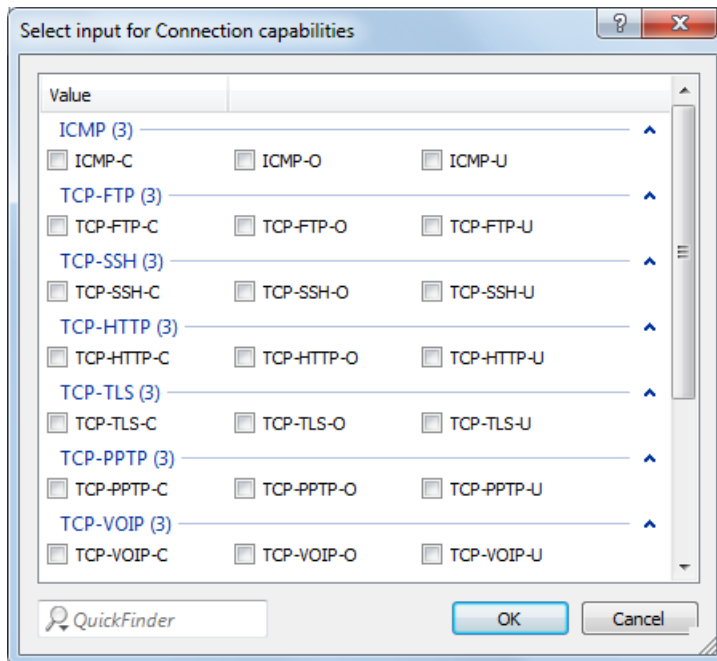 Select input for Connection capabilities
?
Value
ICMP (3)
ICMP-C ICMP-O ICMP-U
TCP-FTP (3)
TCP-FTP-C TCP-FTP-O TCP-FTP-U
TCP-SSH (3)
TCP-SSH-C TCP-SSH-O TCP-SSH-U
TCP-HTTP (3)
TCP-HTTP-C TCP-HTTP-O TCP-HTTP-U
TCP-TLS (3)
TCP-TLS-C TCP-TLS-O TCP-TLS-U
TCP-PPTP (3)
TCP-PPTP-C TCP-PPTP-O TCP-PPTP-U
TCP-VOIP (3)
TCP-VOIP-C TCP-VOIP-O TCP-VOIP-U
QuickFinder OK Cancel